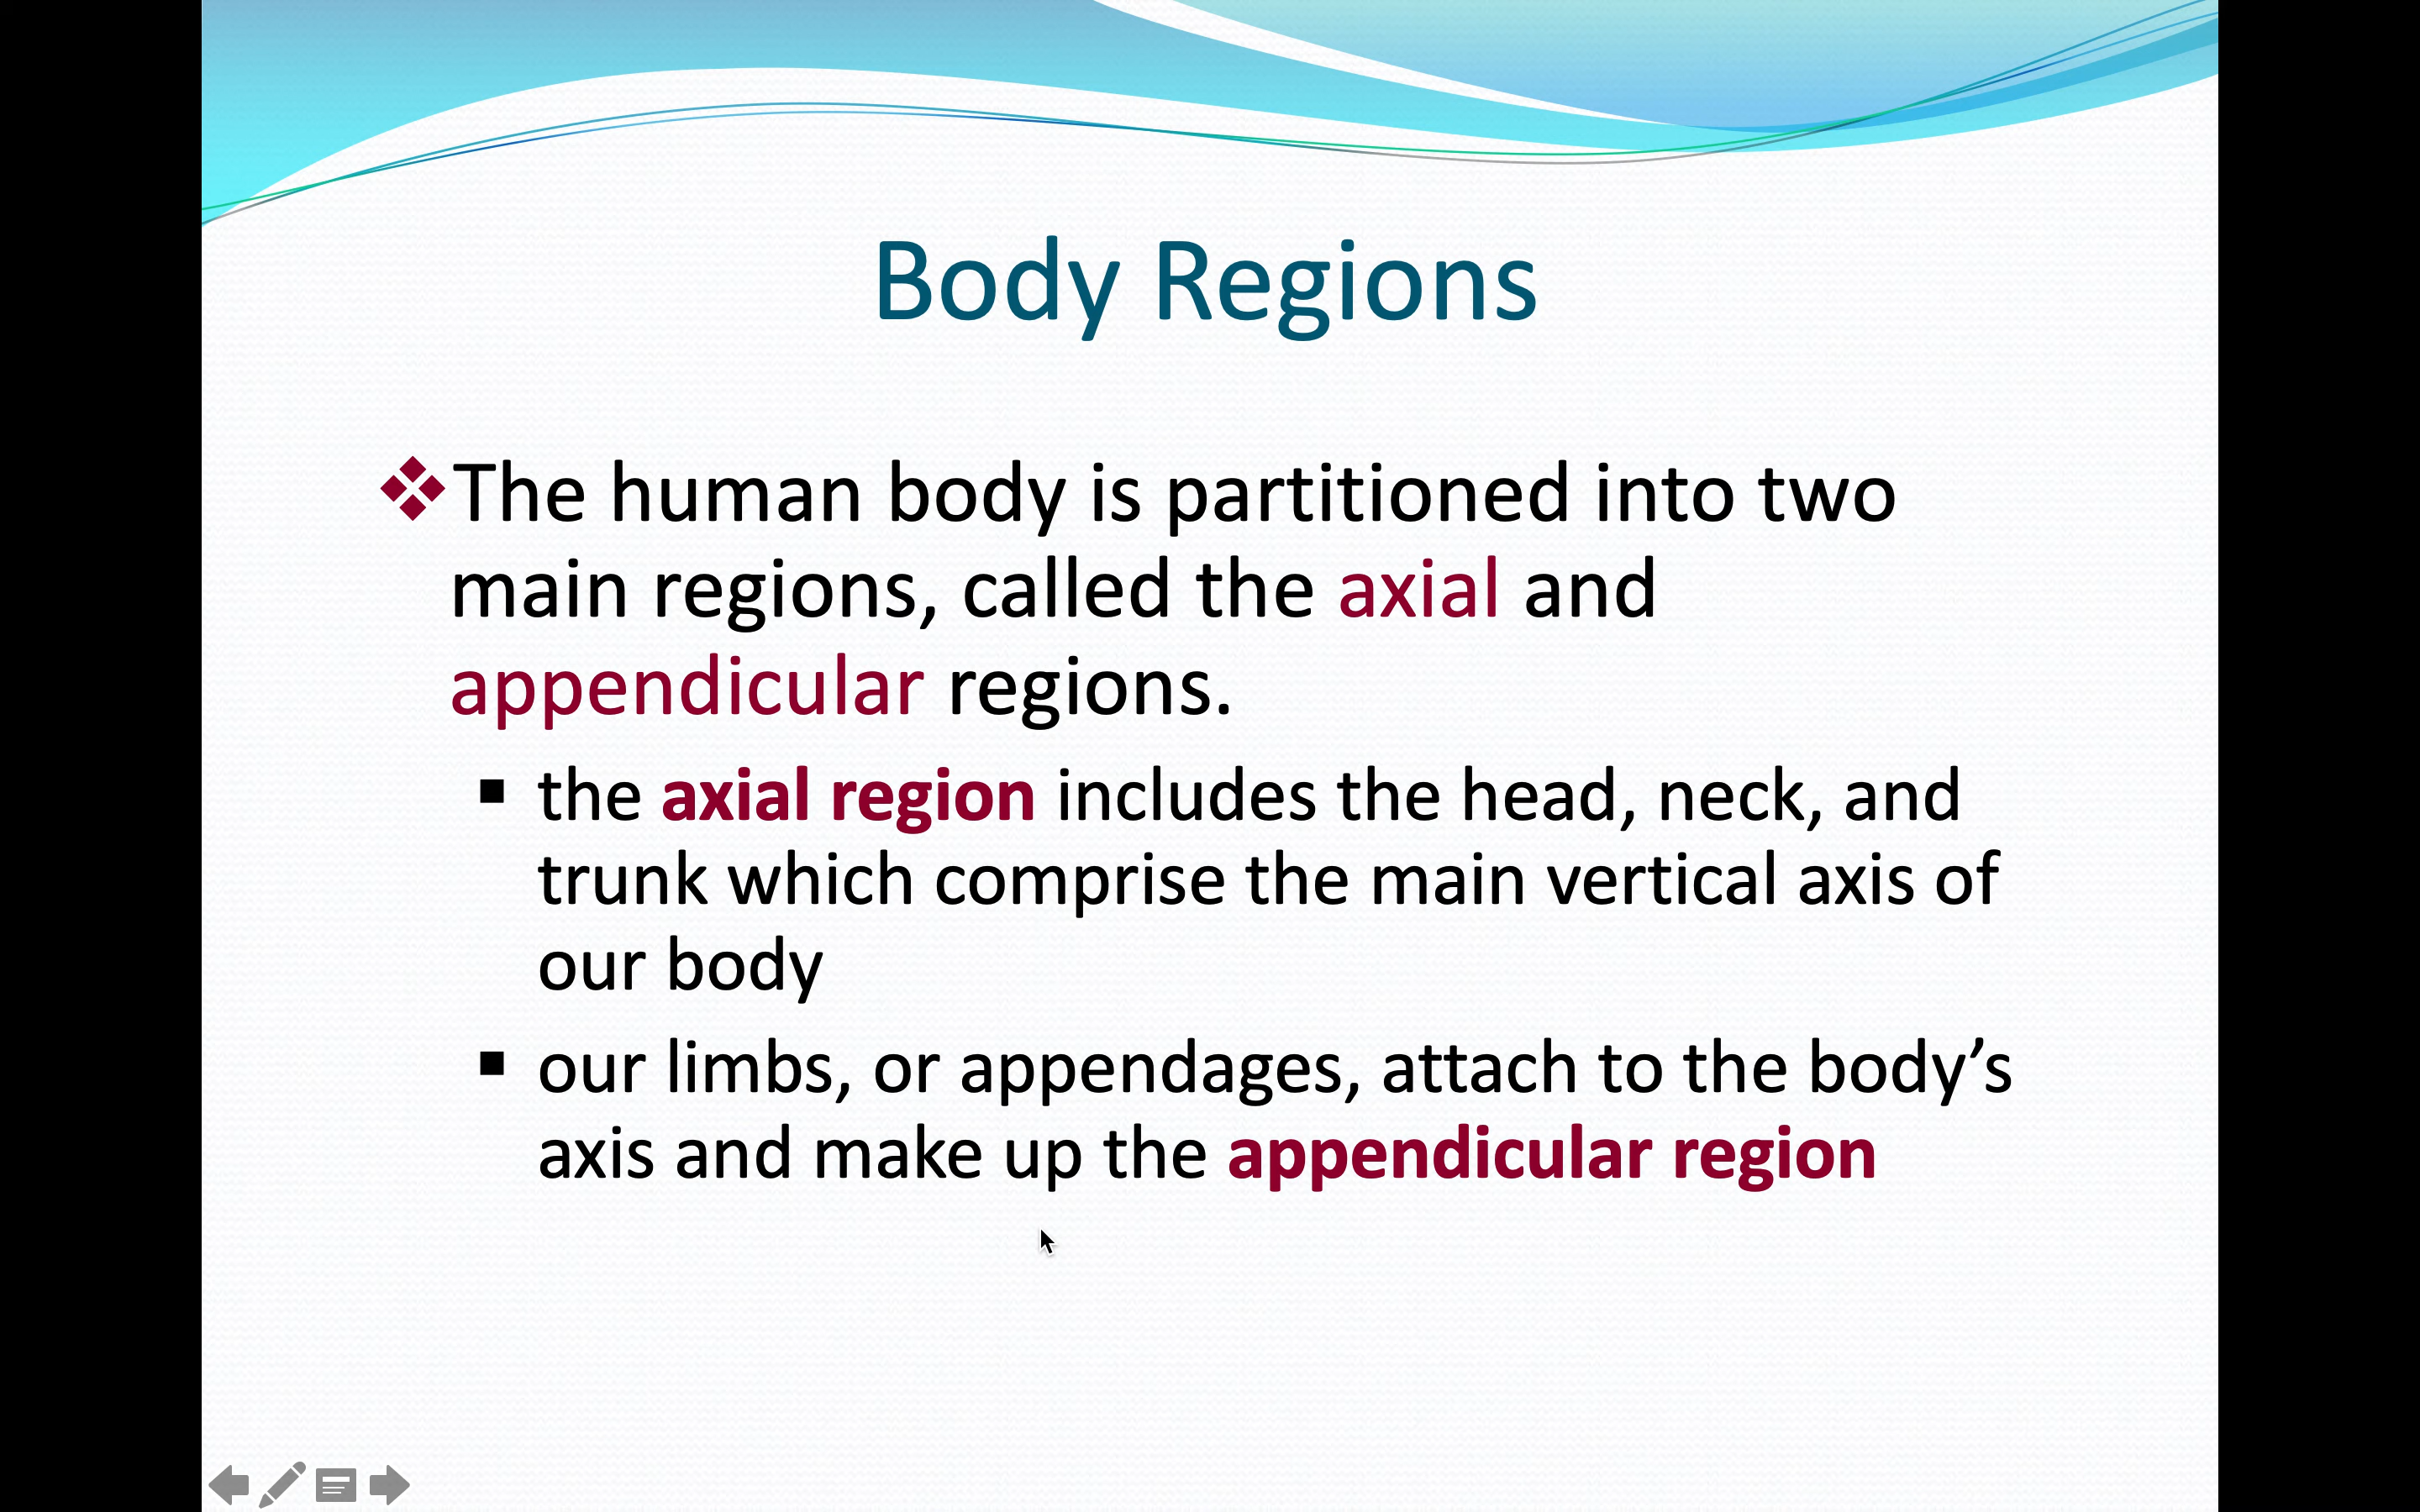 Body Regions
The human body is partitioned into two
main regions, called the axial and
appendicular regions.
the axial region includes the head, neck, and
trunk which comprise the main vertical axis of
our body
our limbs, or appendages, attach to the body’s
axis and make up the appendicular region